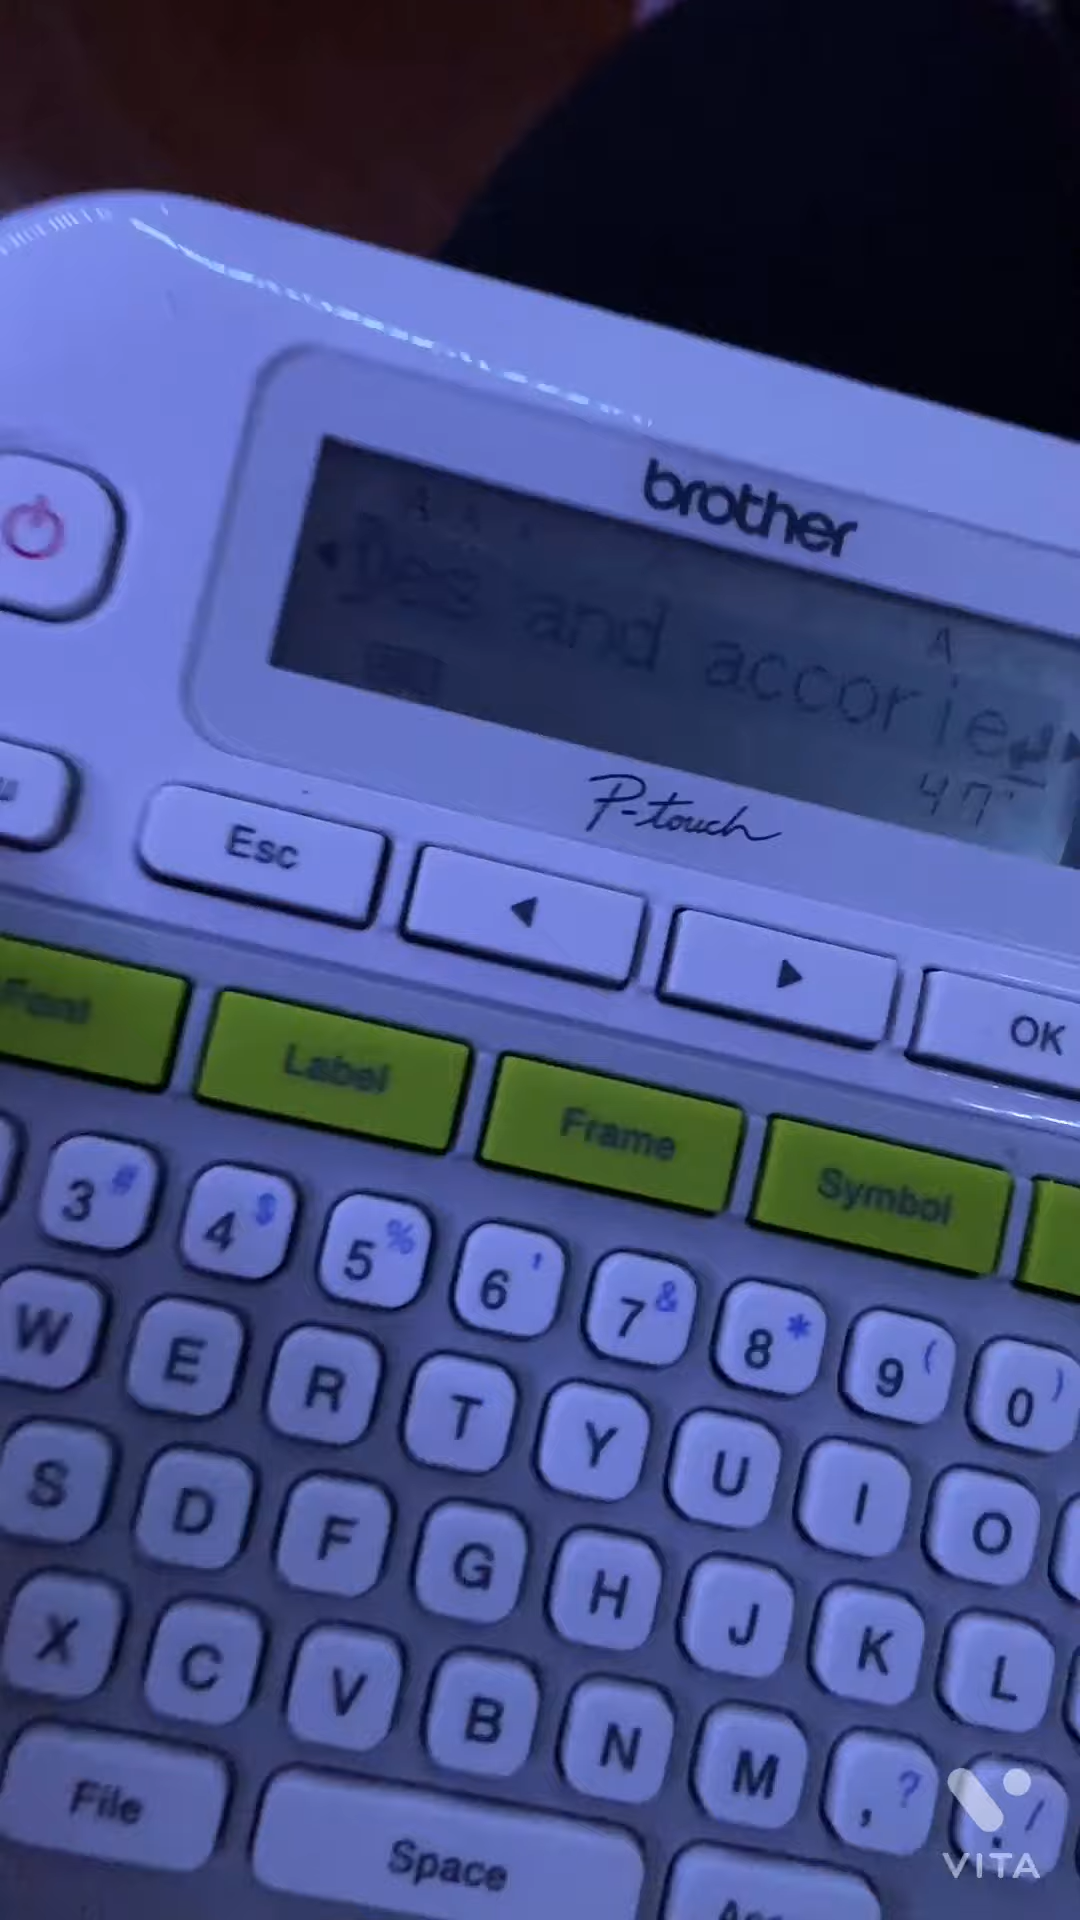 brother
A
and accorie
47
P-touch
Esc
OK
Font
Label
Frame
Symbol
3 #
4 $
5 %
6 '
7 &
8 *
9 (
0 )
W E R T Y U I O
S D F G H J K L
X C V B N M , ? . /
File
Space
VITA